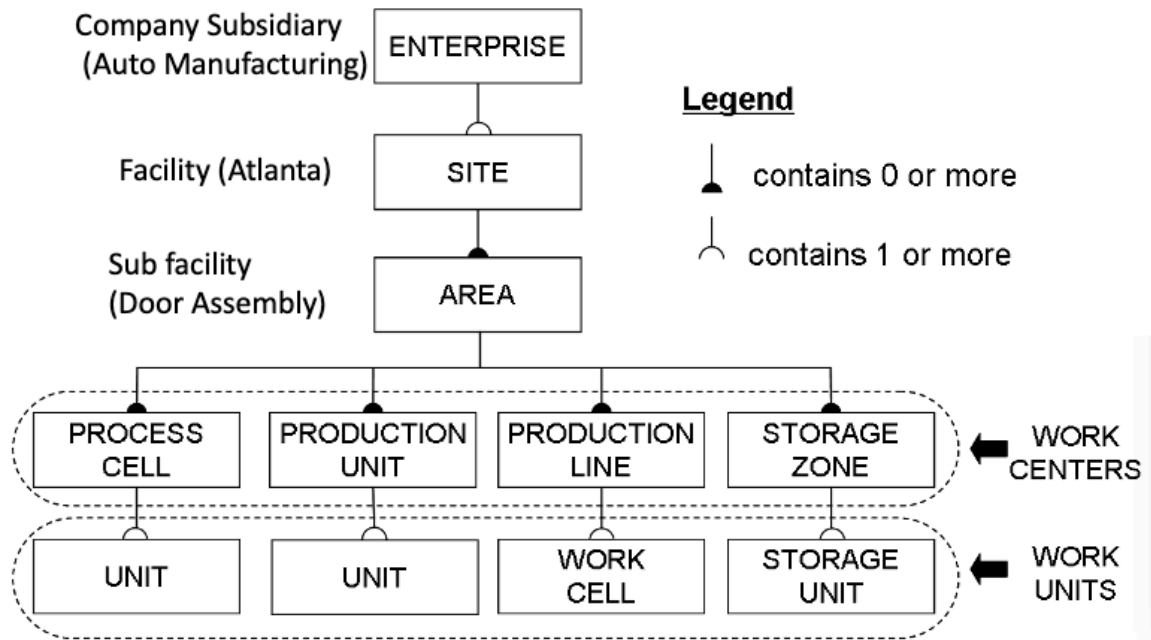 Company Subsidiary
(Auto Manufacturing)
ENTERPRISE
Legend
contains 0 or more
contains 1 or more
Facility (Atlanta)
SITE
Sub facility
(Door Assembly)
AREA
PROCESS
CELL
PRODUCTION
UNIT
PRODUCTION
LINE
STORAGE
ZONE
WORK
CENTERS
UNIT
UNIT
WORK
CELL
STORAGE
UNIT
WORK
UNITS